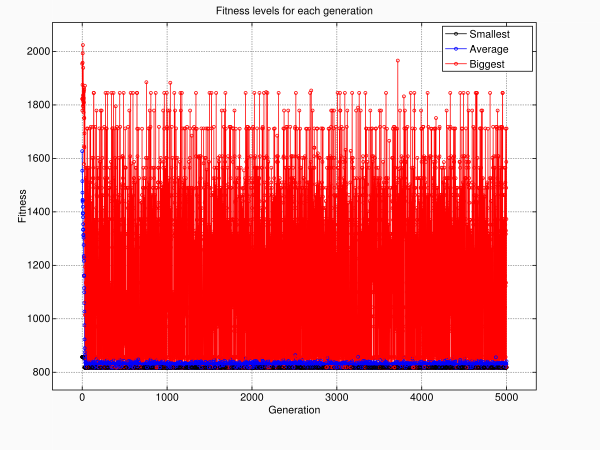 Fitness levels for each generation
Smallest
Average
Biggest
2000
1800
1600
1400
1200
1000
800
Fitness
0 1000 2000 3000 4000 5000
Generation